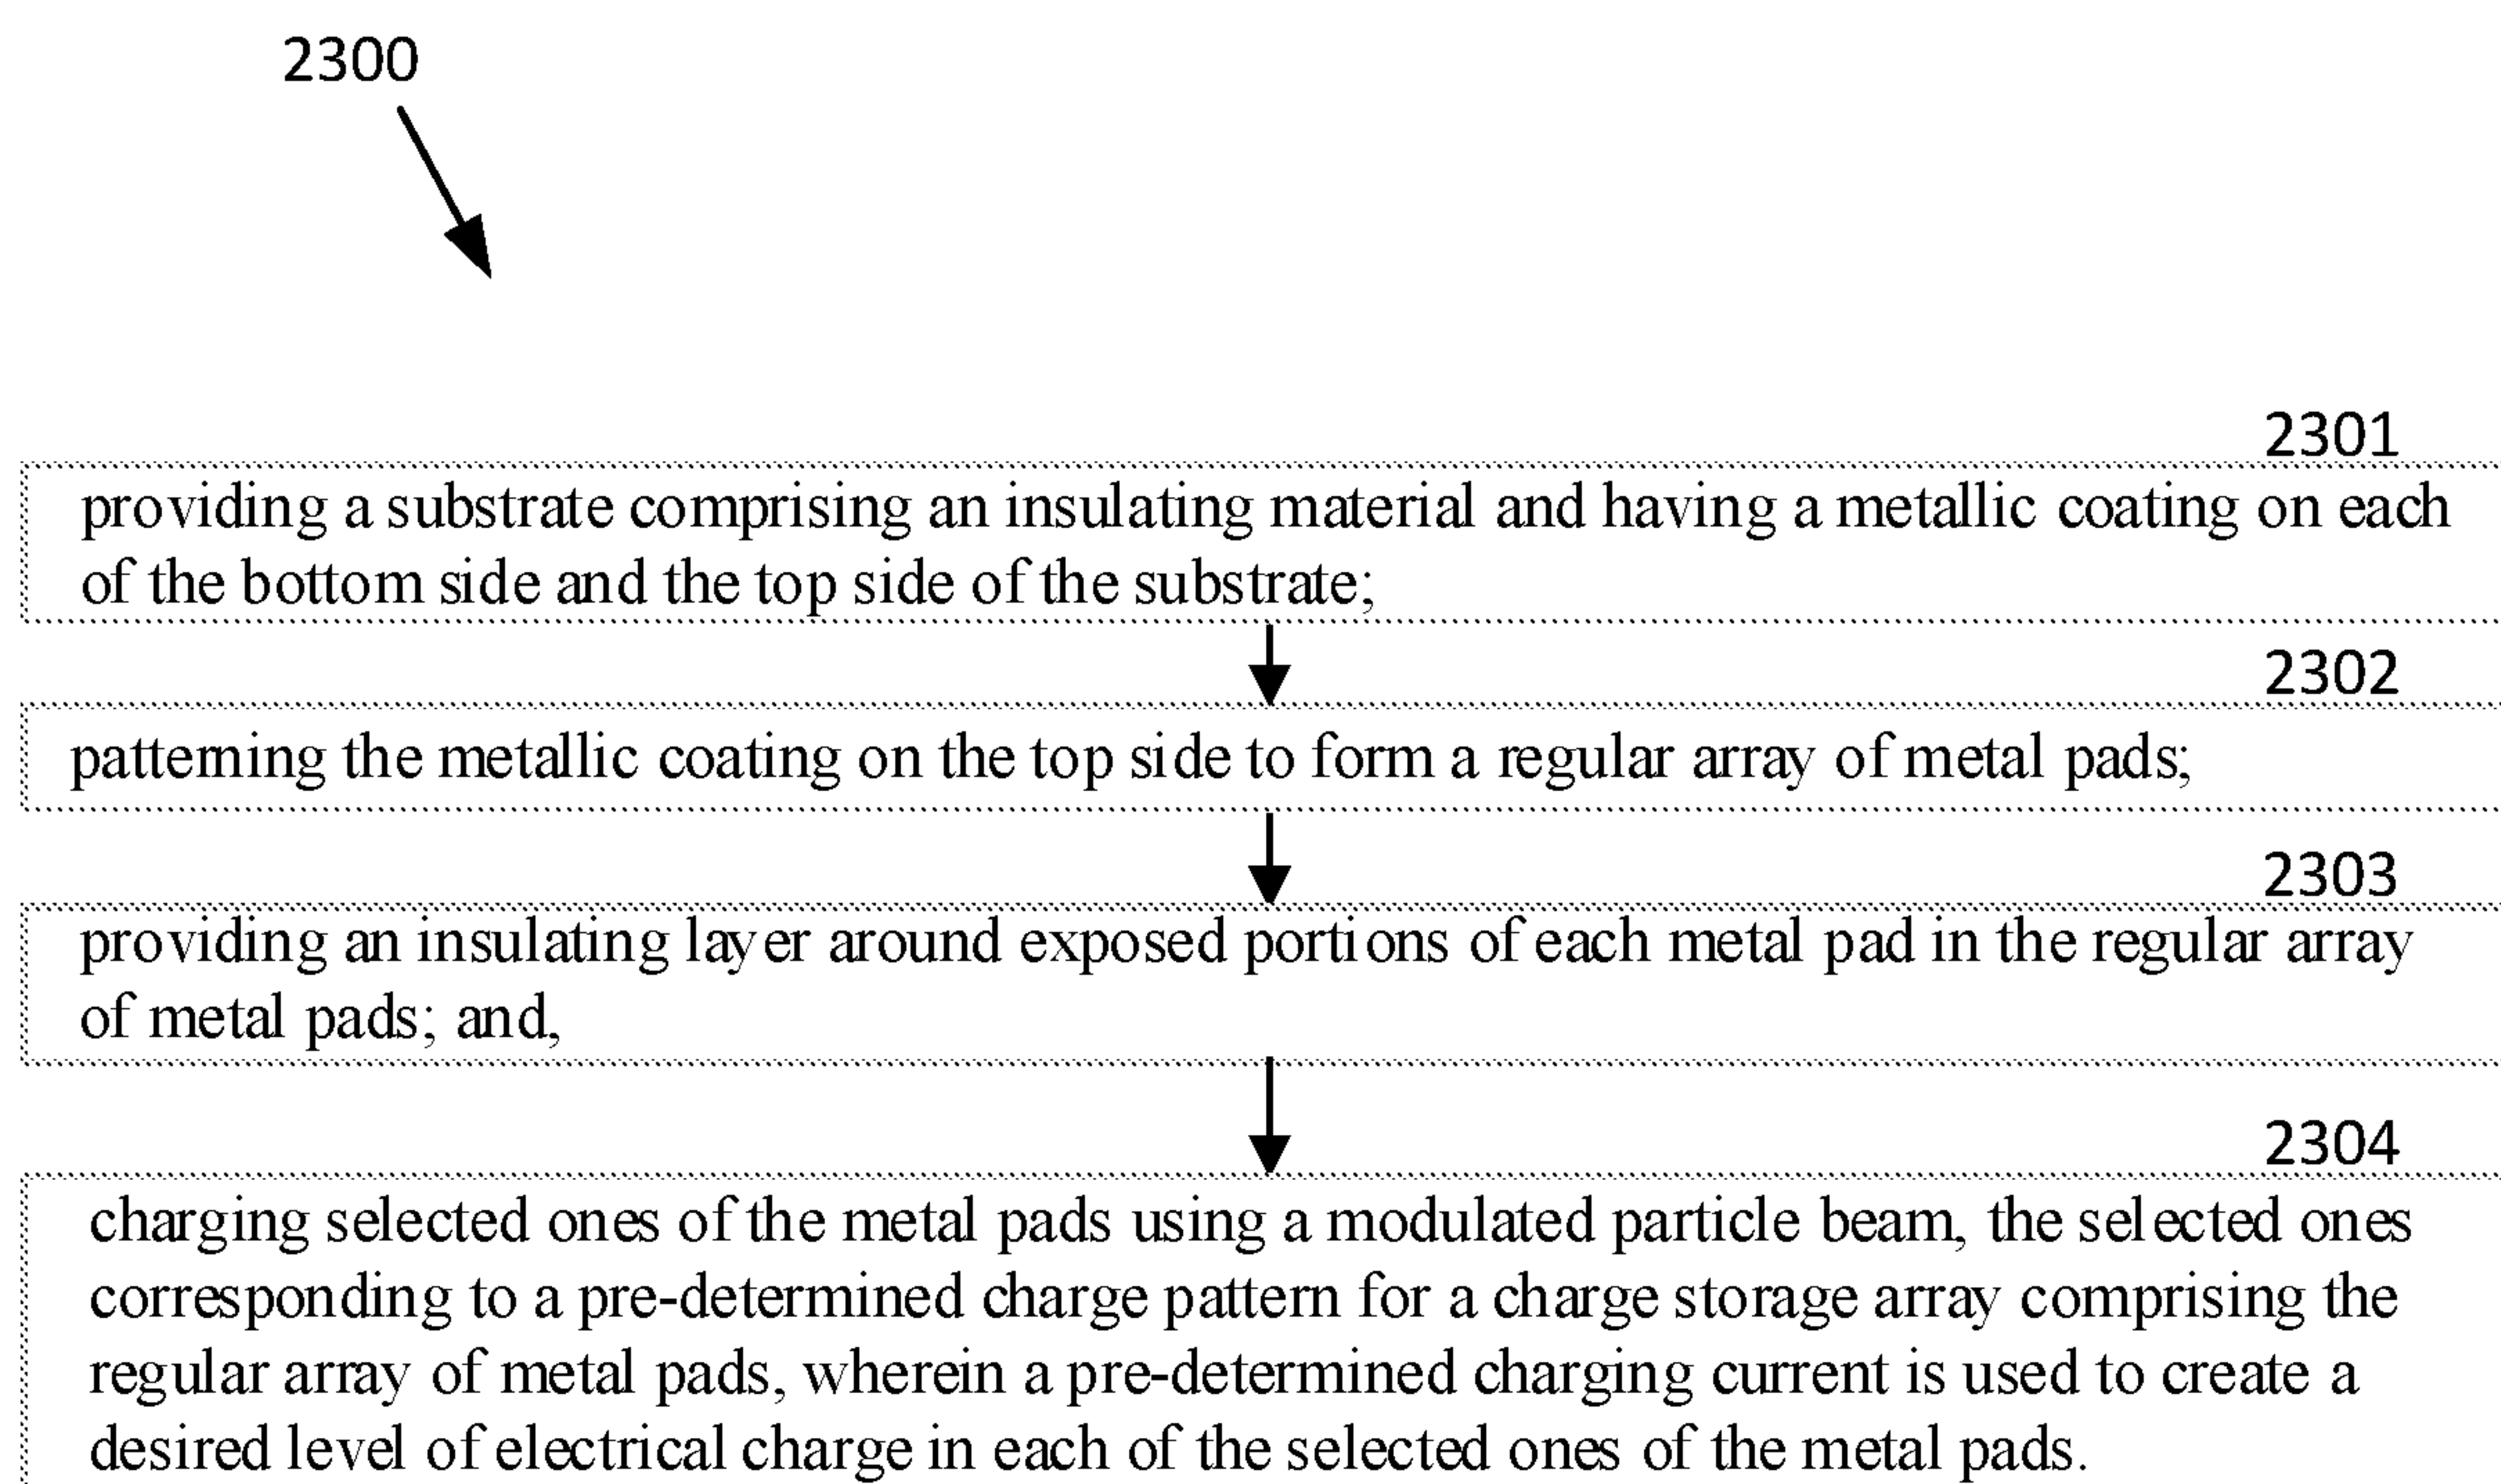 2300
2301
providing a substrate comprising an insulating material and having a metallic coating on each
of the bottom side and the top side of the substrate;
2302
patterning the metallic coating on the top side to form a regular array of metal pads;
2303
providing an insulating layer around exposed portions of each metal pad in the regular array
of metal pads; and,
2304
charging selected ones of the metal pads using a modulated particle beam, the selected ones
corresponding to a pre-determined charge pattern for a charge storage array comprising the
regular array of metal pads, wherein a pre-determined charging current is used to create a
desired level of electrical charge in each of the selected ones of the metal pads.